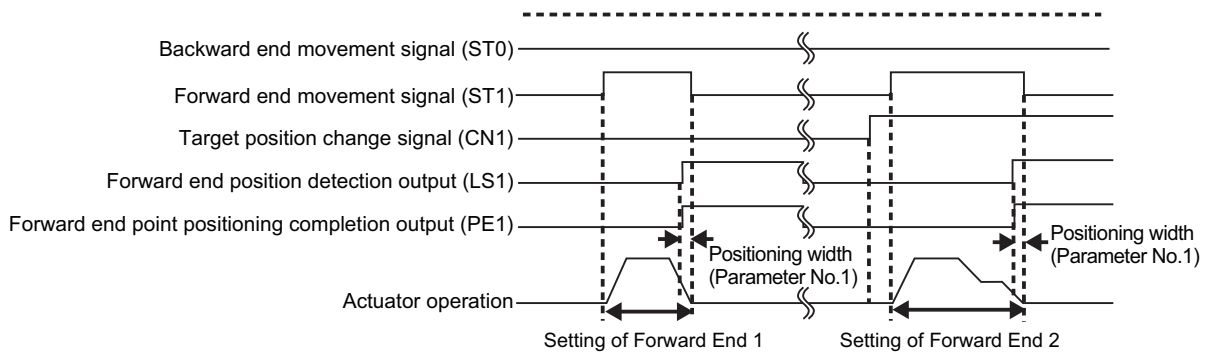 Backward end movement signal (ST0)
Forward end movement signal (ST1)
Target position change signal (CN1)
Forward end position detection output (LS1)
Forward end point positioning completion output (PE1)
Positioning width
(Parameter No.1)
Positioning width
(Parameter No.1)
Actuator operation
Setting of Forward End 1
Setting of Forward End 2